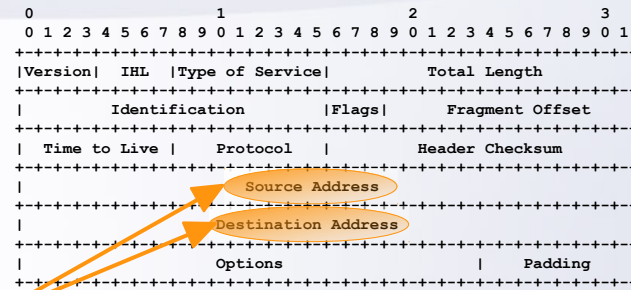 0                   1                   2                   3
0 1 2 3 4 5 6 7 8 9 0 1 2 3 4 5 6 7 8 9 0 1 2 3 4 5 6 7 8 9 0 1
+-+-+-+-+-+-+-+-+-+-+-+-+-+-+-+-+-+-+-+-+-+-+-+-+-+-+-+-+-+-+-+-
|Version|  IHL  |Type of Service|          Total Length
+-+-+-+-+-+-+-+-+-+-+-+-+-+-+-+-+-+-+-+-+-+-+-+-+-+-+-+-+-+-+-+-
|         Identification        |Flags|      Fragment Offset
+-+-+-+-+-+-+-+-+-+-+-+-+-+-+-+-+-+-+-+-+-+-+-+-+-+-+-+-+-+-+-+-
|  Time to Live |    Protocol   |         Header Checksum
+-+-+-+-+-+-+-+-+-+-+-+-+-+-+-+-+-+-+-+-+-+-+-+-+-+-+-+-+-+-+-+-
|                       Source Address
+-+-+-+-+-+-+-+-+-+-+-+-+-+-+-+-+-+-+-+-+-+-+-+-+-+-+-+-+-+-+-+-
|                    Destination Address
+-+-+-+-+-+-+-+-+-+-+-+-+-+-+-+-+-+-+-+-+-+-+-+-+-+-+-+-+-+-+-+-
|                    Options                    |    Padding
+-+-+-+-+-+-+-+-+-+-+-+-+-+-+-+-+-+-+-+-+-+-+-+-+-+-+-+-+-+-+-+-